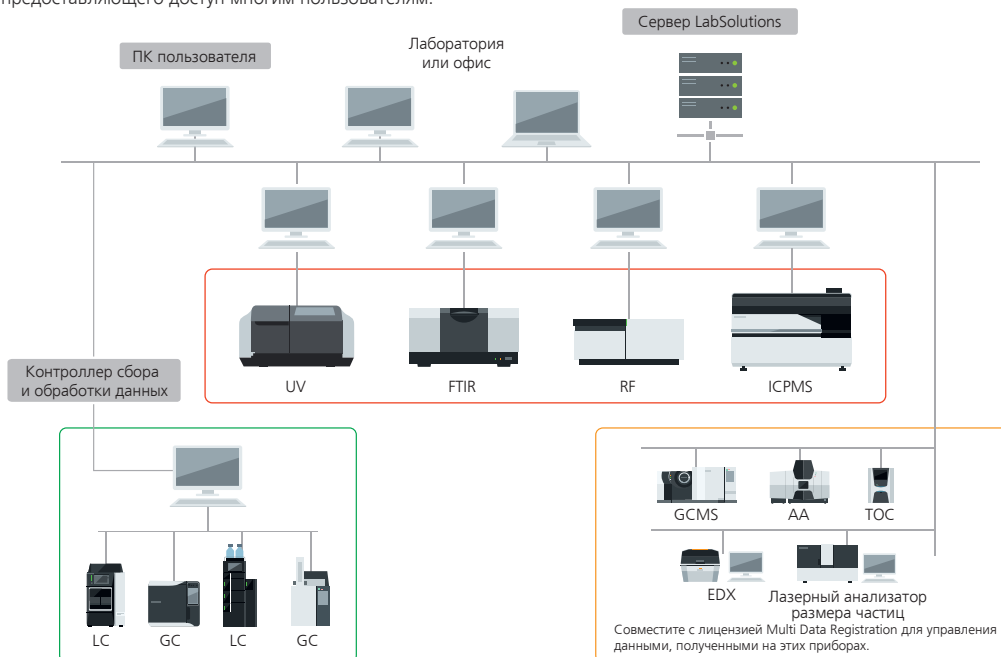 предоставляющего доступ многим пользователям.
Сервер LabSolutions
ПК пользователя
Лаборатория
или офис
UV
FTIR
RF
ICPMS
Контроллер сбора
и обработки данных
LC
GC
LC
GC
GCMS
AA
TOC
EDX
Лазерный анализатор
размера частиц
Совместите с лицензией Multi Data Registration для управления
данными, полученными на этих приборах.